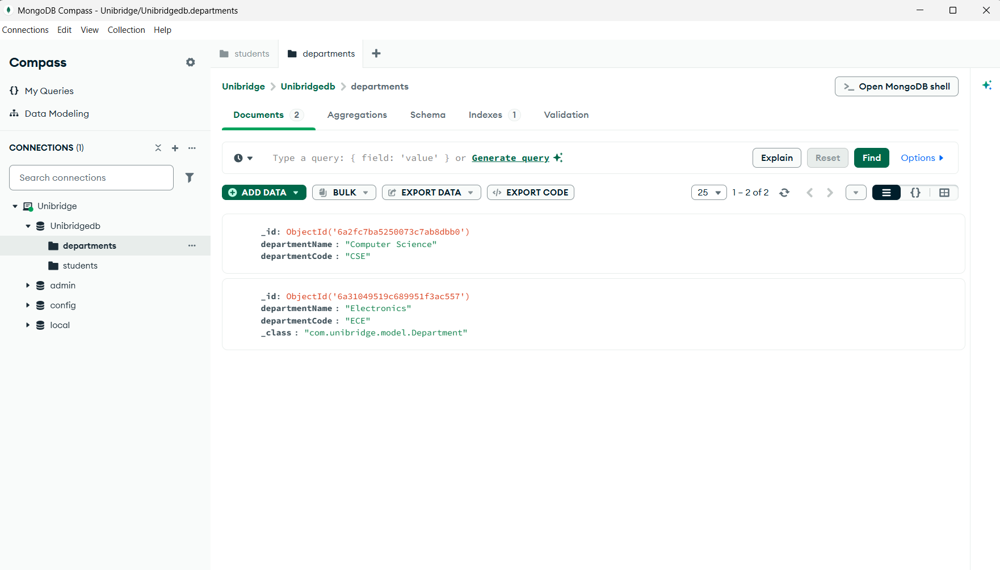 MongoDB Compass - Unibridge/Unibridgedb.departments
Connections Edit View Collection Help
Compass
My Queries
Data Modeling
CONNECTIONS (1)
Search connections
Unibridge
Unibridgedb
departments
students
admin
config
local
students departments
Unibridge Unibridgedb departments
>_ Open MongoDB shell
Documents 2 Aggregations Schema Indexes 1 Validation
Type a query: { field: 'value' } or Generate query
Explain Reset Find Options
ADD DATA BULK EXPORT DATA </> EXPORT CODE
25 1 – 2 of 2 {}
_id: ObjectId('6a2fc7ba5250073c7ab8dbb0')
departmentName : "Computer Science"
departmentCode : "CSE"
_id: ObjectId('6a31049519c689951f3ac557')
departmentName : "Electronics"
departmentCode : "ECE"
_class : "com.unibridge.model.Department"